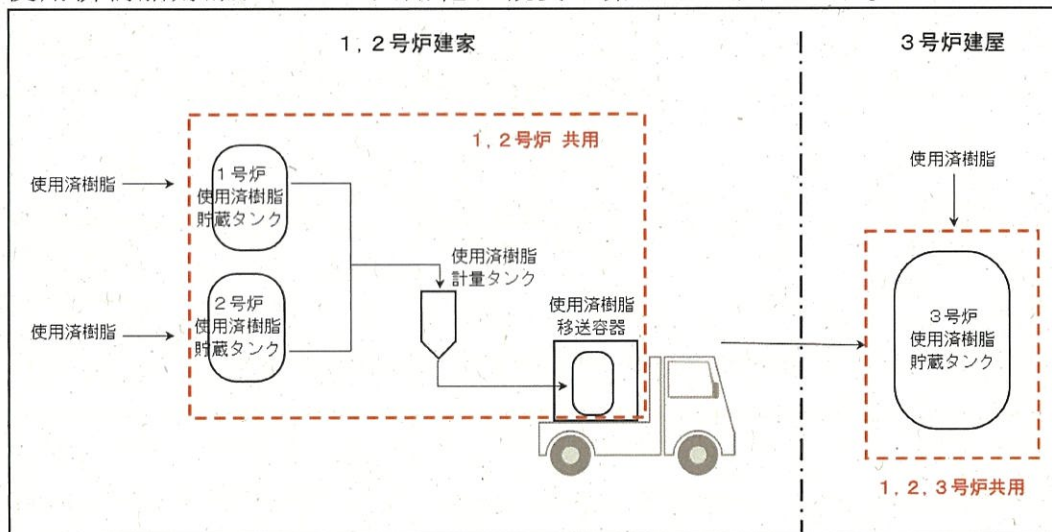 1,2号炉建家
3号炉建屋
1,2号炉 共用
使用済樹脂
1号炉
使用済樹脂
貯蔵タンク
使用済樹脂
計量タンク
使用済樹脂
2号炉
使用済樹脂
貯蔵タンク
使用済樹脂
移送容器
使用済樹脂
3号炉
使用済樹脂
貯蔵タンク
1,2,3号炉共用